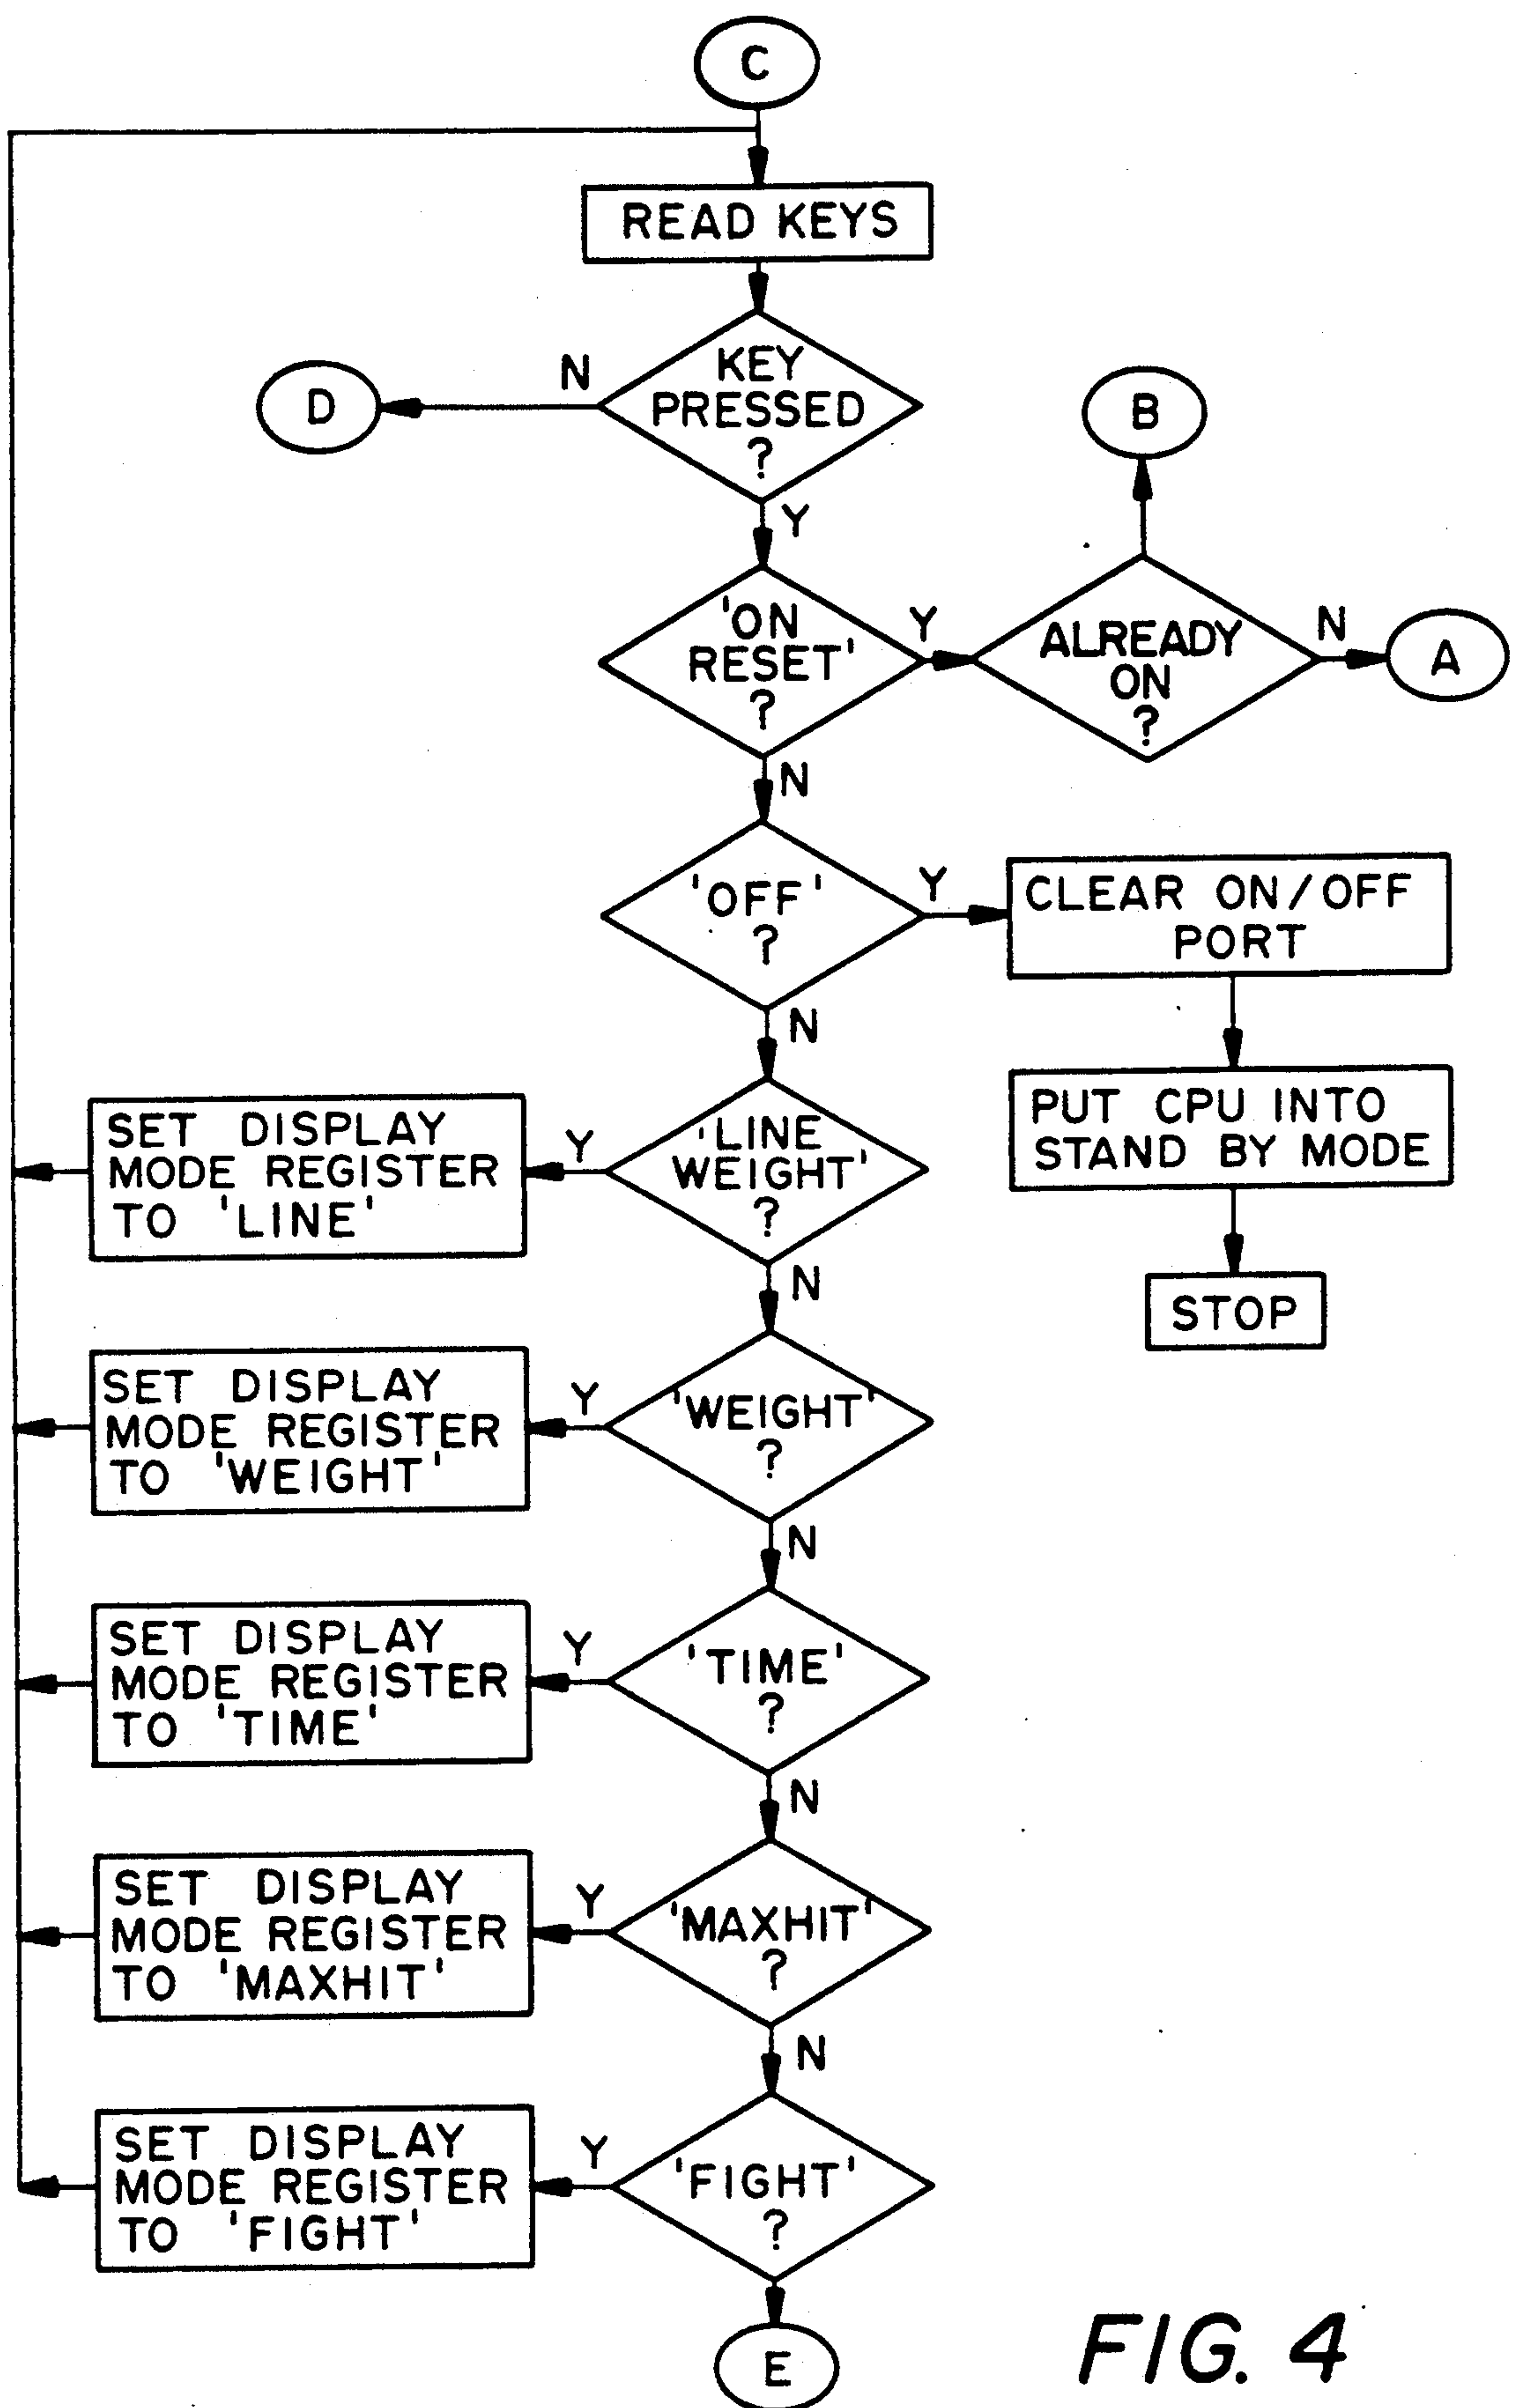 C
READ KEYS
KEY
PRESSED
?
N
D
Y
B
'ON
RESET'
?
Y
ALREADY
ON
?
N
A
N
'OFF'
?
Y
CLEAR ON/OFF
PORT
PUT CPU INTO
STAND BY MODE
STOP
N
'LINE
WEIGHT'
?
Y
SET DISPLAY
MODE REGISTER
TO 'LINE'
N
'WEIGHT'
?
Y
SET DISPLAY
MODE REGISTER
TO 'WEIGHT'
N
'TIME'
?
Y
SET DISPLAY
MODE REGISTER
TO 'TIME'
N
'MAXHIT'
?
Y
SET DISPLAY
MODE REGISTER
TO 'MAXHIT'
N
'FIGHT'
?
Y
SET DISPLAY
MODE REGISTER
TO 'FIGHT'
E
FIG. 4